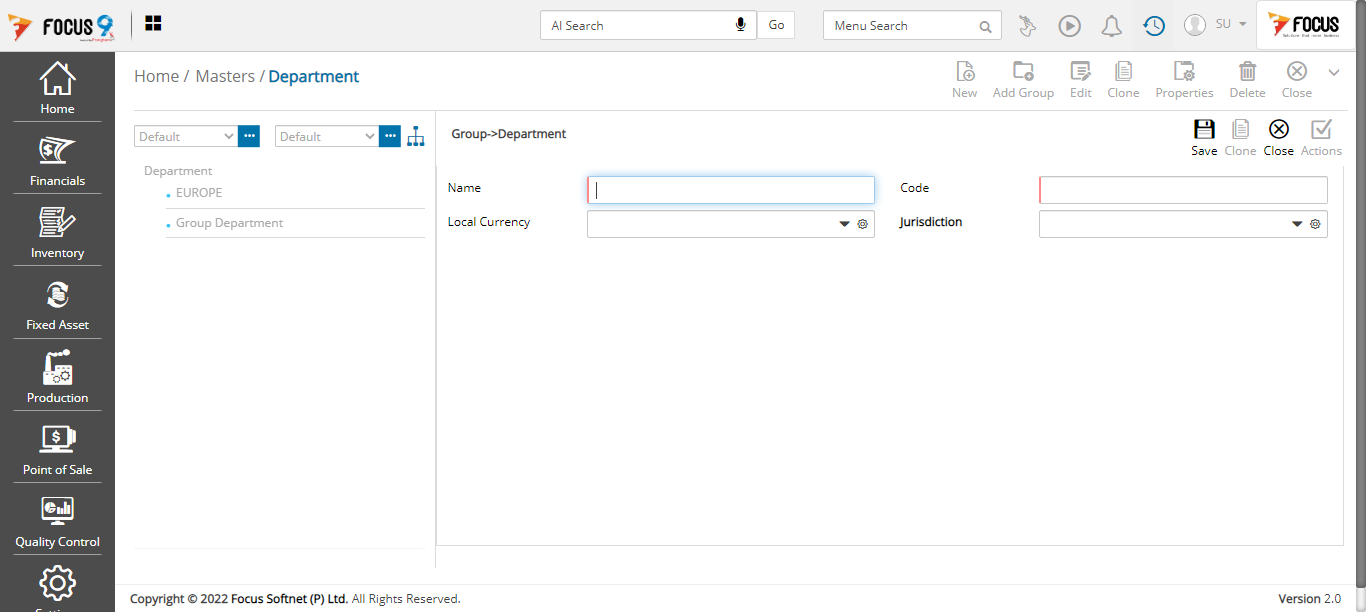 FOCUS 9
AI Search
Go
Menu Search
SU
FOCUS
Home
Financials
Inventory
Fixed Asset
Production
Point of Sale
Quality Control
Home / Masters / Department
New
Add Group
Edit
Clone
Properties
Delete
Close
Default
Default
Department
EUROPE
Group Department
Group->Department
Save
Clone
Close
Actions
Name
Code
Local Currency
Jurisdiction
Copyright © 2022 Focus Softnet (P) Ltd. All Rights Reserved.
Version 2.0